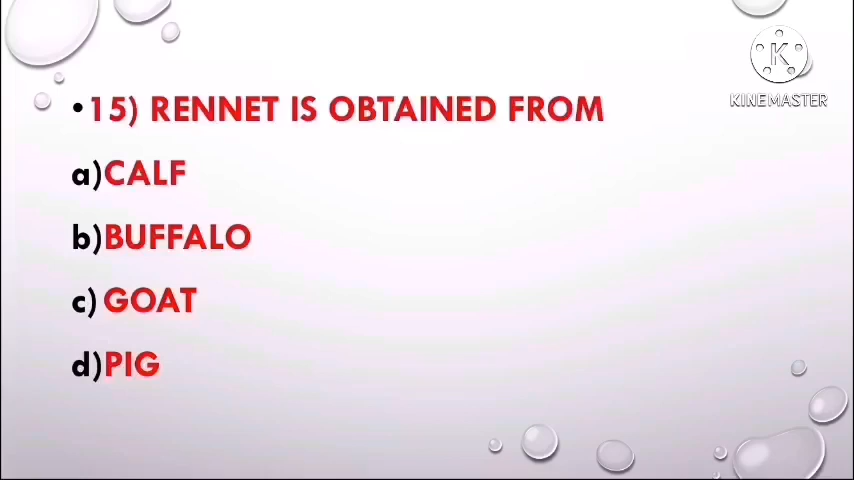 •15) RENNET IS OBTAINED FROM
a)CALF
b)BUFFALO
c) GOAT
d)PIG
K
KINEMASTER